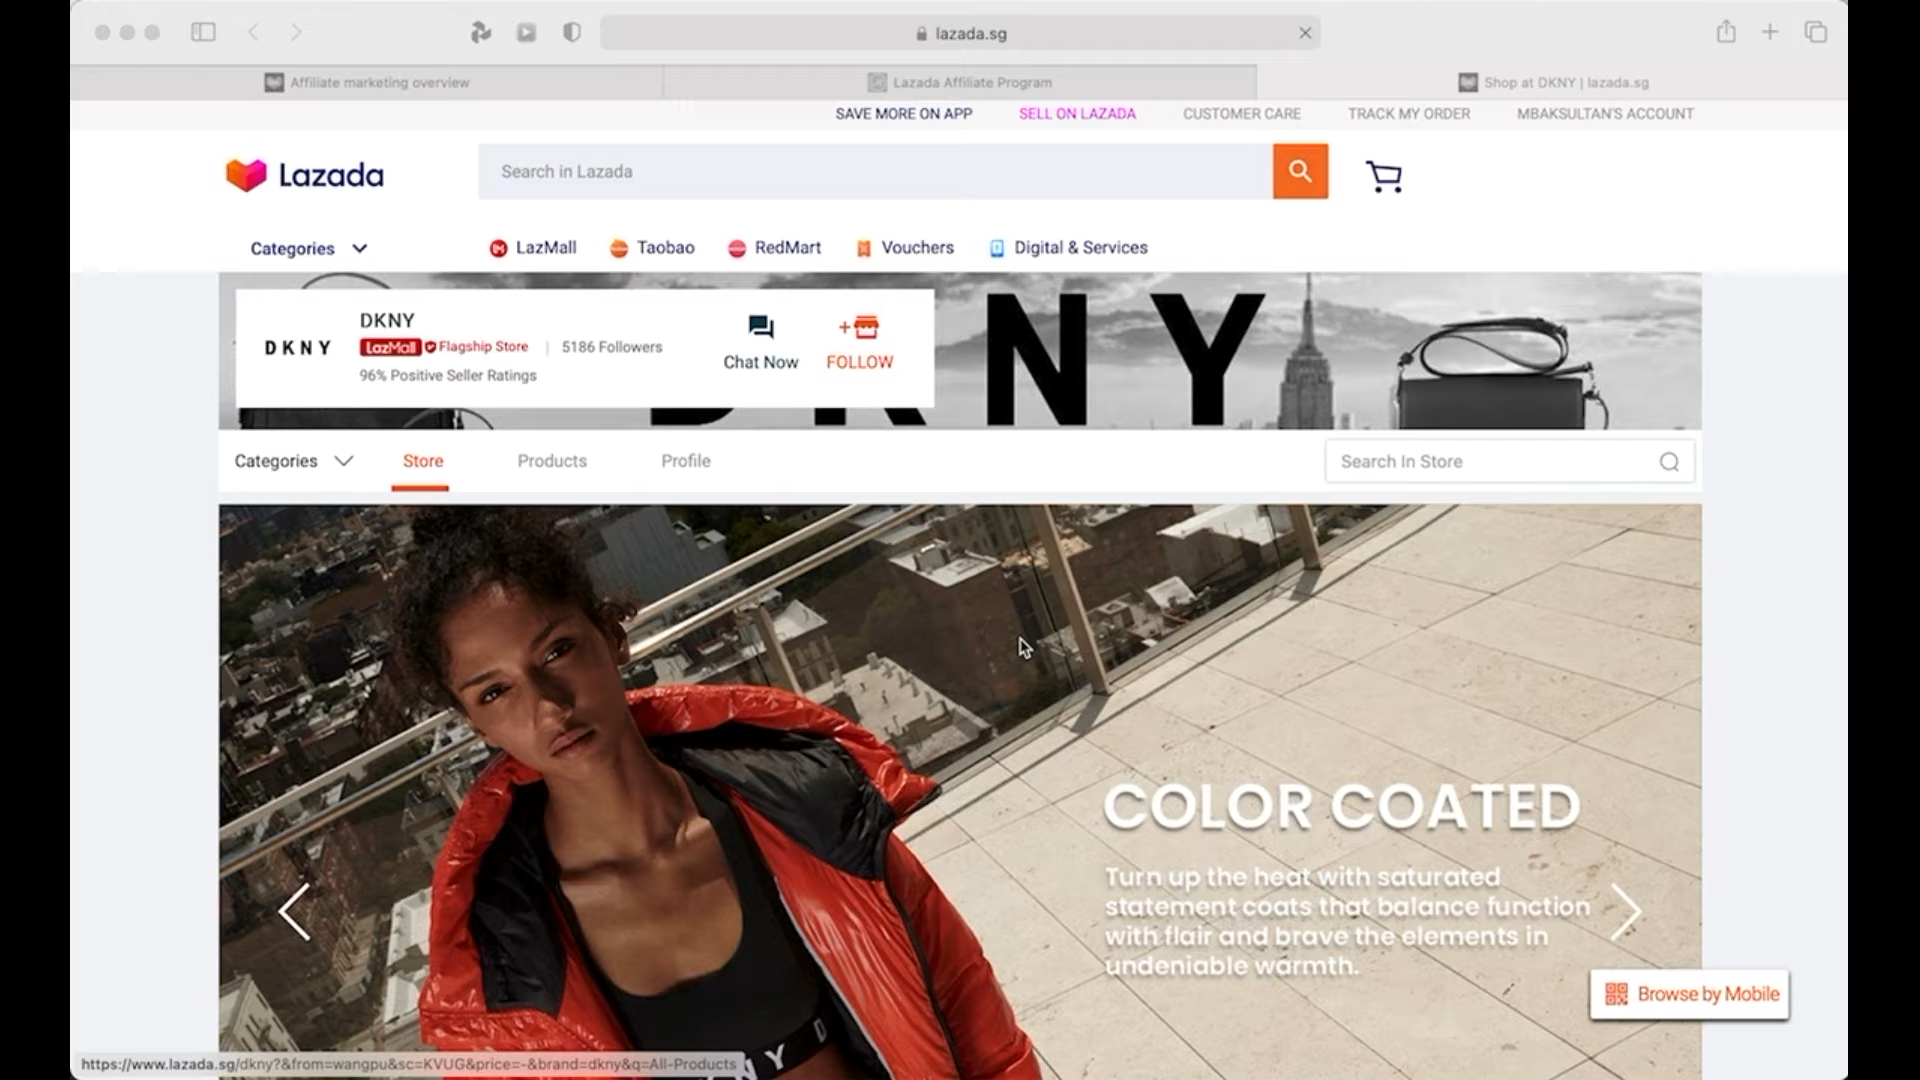 lazada.sg
Affiliate marketing overview
Lazada Affiliate Program
Shop at DKNY | lazada.sg
SAVE MORE ON APP
SELL ON LAZADA
CUSTOMER CARE
TRACK MY ORDER
MBAKSULTAN'S ACCOUNT
Lazada
Search in Lazada
Categories
LazMall
Taobao
RedMart
Vouchers
Digital & Services
DKNY
DKNY
LazMall Flagship Store | 5186 Followers
96% Positive Seller Ratings
Chat Now
FOLLOW
DKNY
Categories
Store
Products
Profile
Search In Store
COLOR COATED
Turn up the heat with saturated
statement coats that balance function
with flair and brave the elements in
undeniable warmth.
Browse by Mobile
https://www.lazada.sg/dkny?&from=wangpu&sc=KVUG&price=-&brand=dkny&q=All-Products